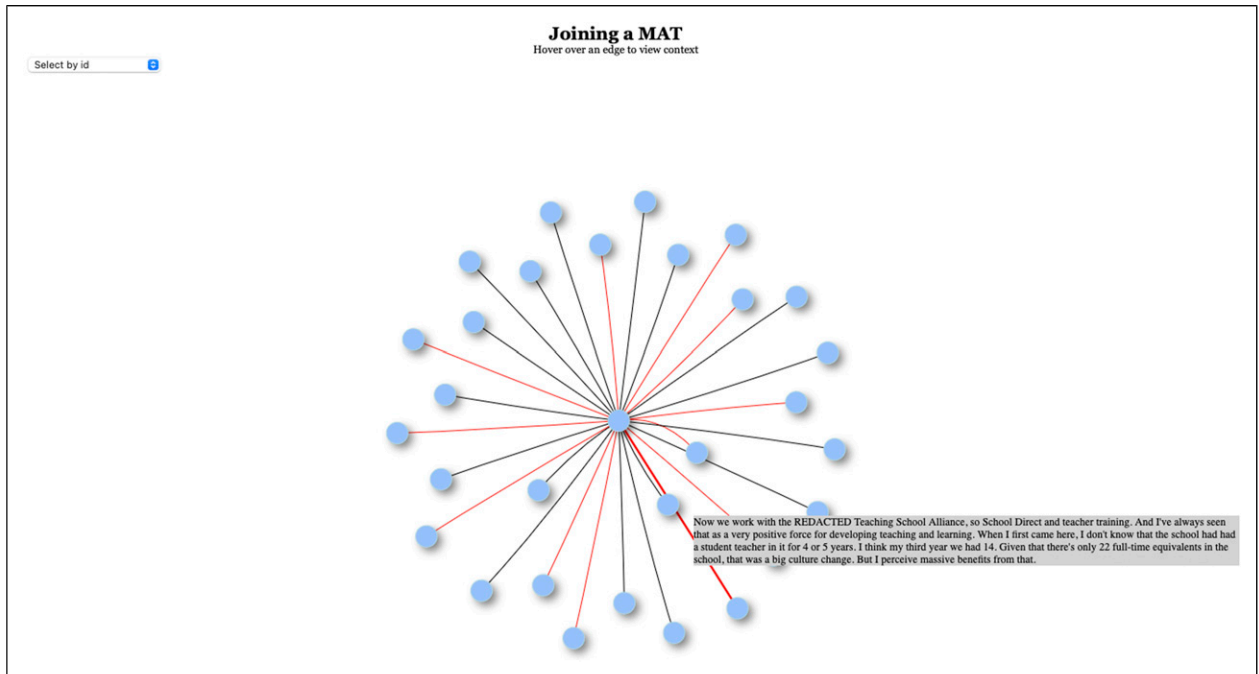 Joining a MAT
Hover over an edge to view context
Select by id
Now we work with the REDACTED Teaching School Alliance, so School Direct and teacher training. And I've always seen
that as a very positive force for developing teaching and learning. When I first came here, I don't know that the school had had
a student teacher in it for 4 or 5 years. I think my third year we had 14. Given that there's only 22 full-time equivalents in the
school, that was a big culture change. But I perceive massive benefits from that.